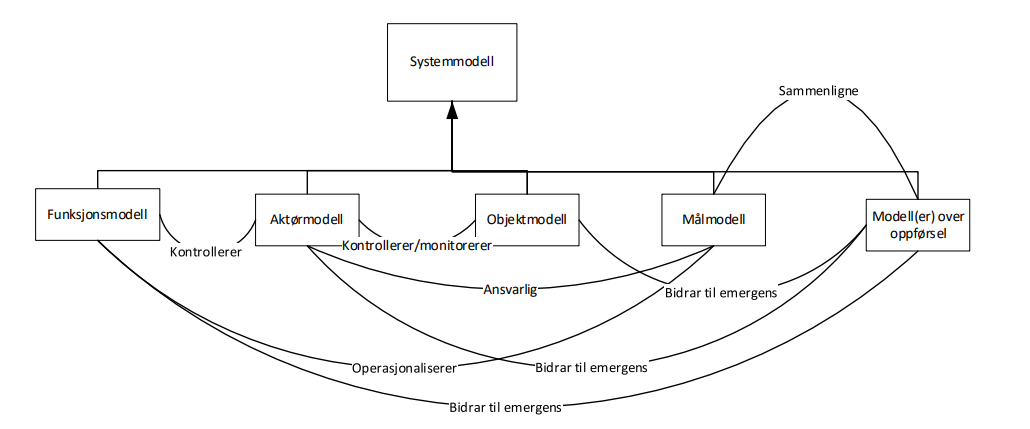 Systemmodell
Sammenligne
Funksjonsmodell
Aktørmodell
Objektmodell
Målmodell
Modell(er) over
oppførsel
Kontrollerer
Kontrollerer/monitorerer
Ansvarlig
Bidrar til emergens
Operasjonaliserer
Bidrar til emergens
Bidrar til emergens